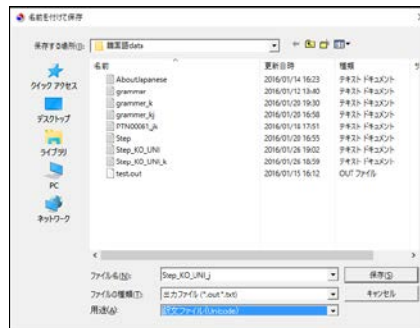 名前を付けて保存
保存する場所(I):
韓国語data
クイック アクセス
デスクトップ
ライブラリ
PC
ネットワーク
名前 更新日時 種類
AboutJapanese 2016/01/14 16:23 テキスト ドキュメント
grammer 2016/01/12 13:40 テキスト ドキュメント
grammer_k 2016/01/20 19:30 テキスト ドキュメント
grammer_kj 2016/01/20 16:58 テキスト ドキュメント
PTN00061_jk 2016/01/18 17:51 テキスト ドキュメント
Step 2016/01/20 16:55 テキスト ドキュメント
Step_KO_UNI 2016/01/26 19:02 テキスト ドキュメント
Step_KO_UNI_k 2016/01/26 18:59 テキスト ドキュメント
test.out 2016/01/15 16:12 OUT ファイル
ファイル名(N): Step_KO_UNI_j 保存(S)
ファイルの種類(T): 出力ファイル (*.out*.txt) キャンセル
用途(A): 訳文ファイル(Unicode)